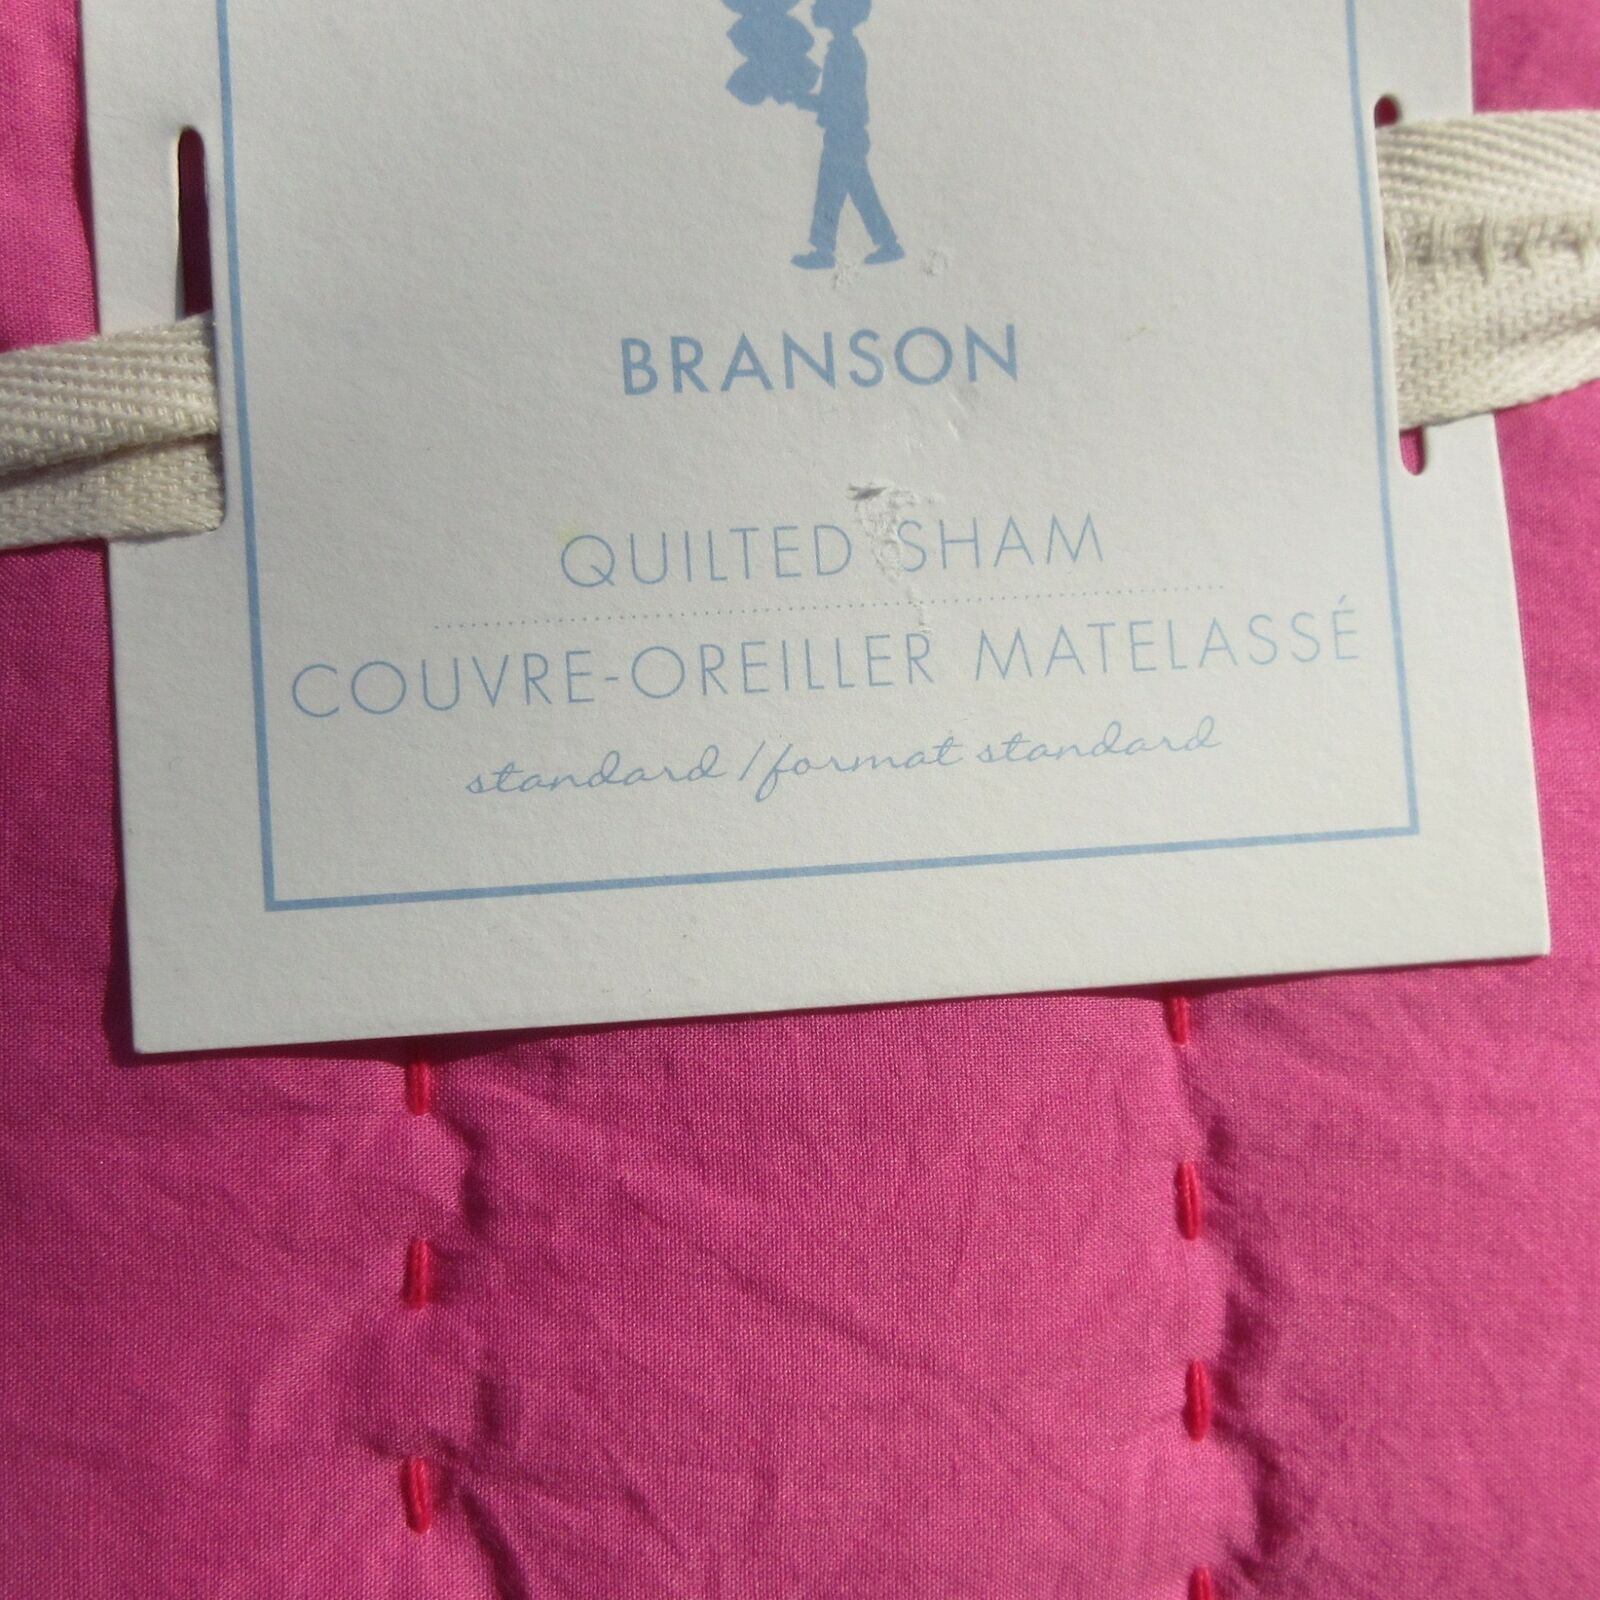 BRANSON
QUILTED SHAM
COUVRE-OREILLER MATELASSÉ
standard / format standard